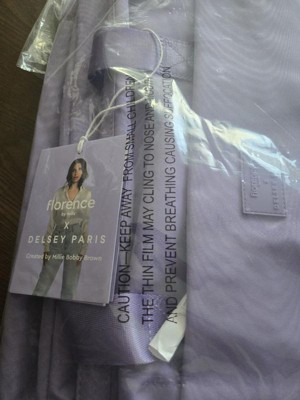 florence
by mills
X
DELSEY PARIS
Created by Millie Bobby Brown
CAUTION—KEEP AWAY FROM SMALL CHILDREN
THE THIN FILM MAY CLING TO NOSE AND
AND PREVENT BREATHING CAUSING SUFFOCATION